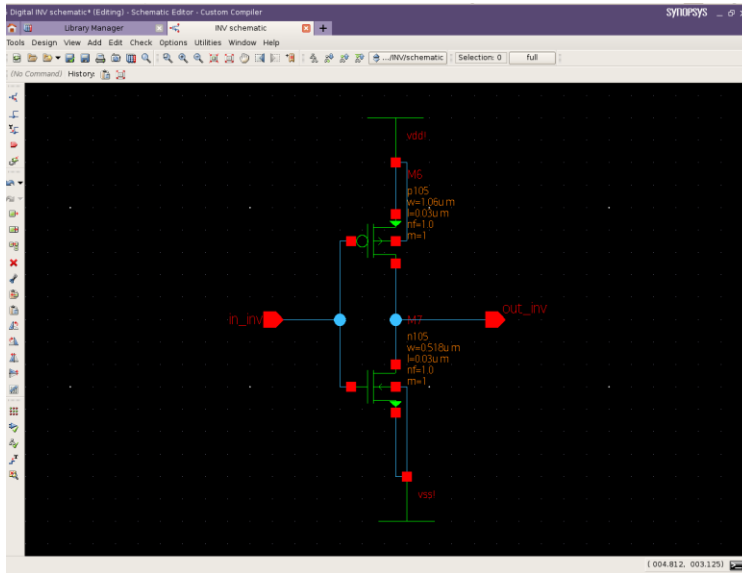 Digital INV schematic* (Editing) - Schematic Editor - Custom Compiler
SYNOPSYS
Library Manager
INV schematic
Tools Design View Add Edit Check Options Utilities Window Help
.../INV/schematic
Selection: 0
full
(No Command) History:
vdd!
M6
p105
w=1.06um
l=0.03um
nf=1.0
m=1
in_inv
out_inv
M7
n105
w=0.518um
l=0.03um
nf=1.0
m=1
vss!
( 004.812, 003.125)